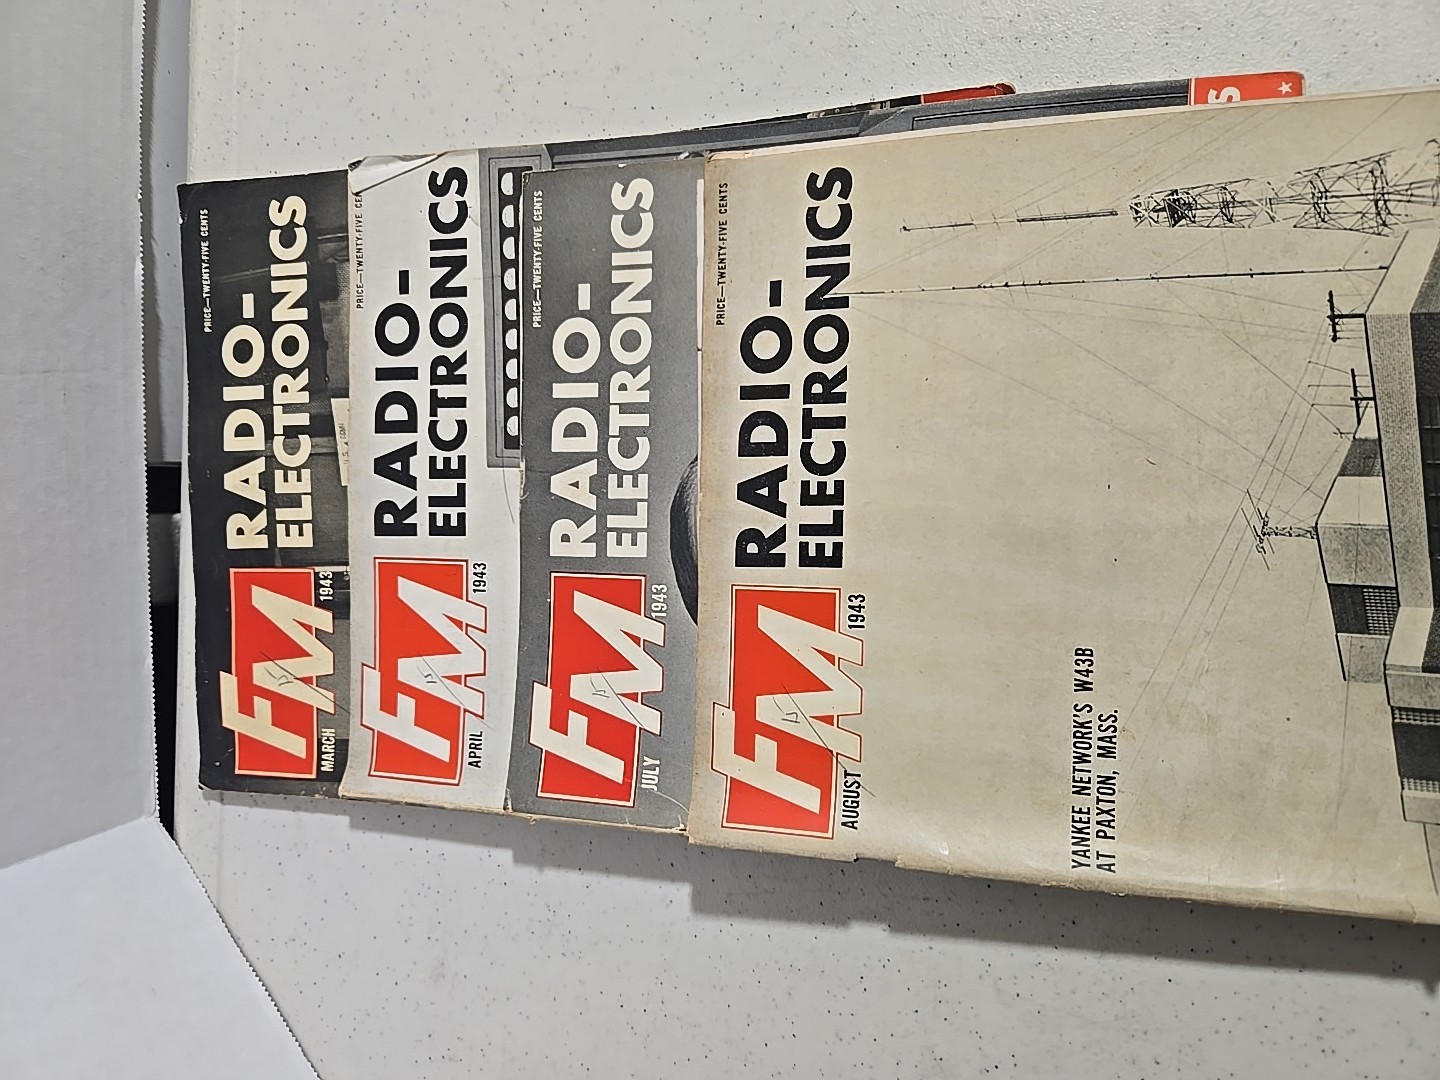 PRICE—TWENTY-FIVE CENTS
FM RADIO-
ELECTRONICS
MARCH 1943
PRICE—TWENTY-FIVE CE
FM RADIO-
ELECTRONICS
APRIL 1943
PRICE—TWENTY-FIVE CENTS
FM RADIO-
ELECTRONICS
JULY 1943
PRICE—TWENTY-FIVE CENTS
FM RADIO-
ELECTRONICS
AUGUST 1943
YANKEE NETWORK'S W43B
AT PAXTON, MASS.
S